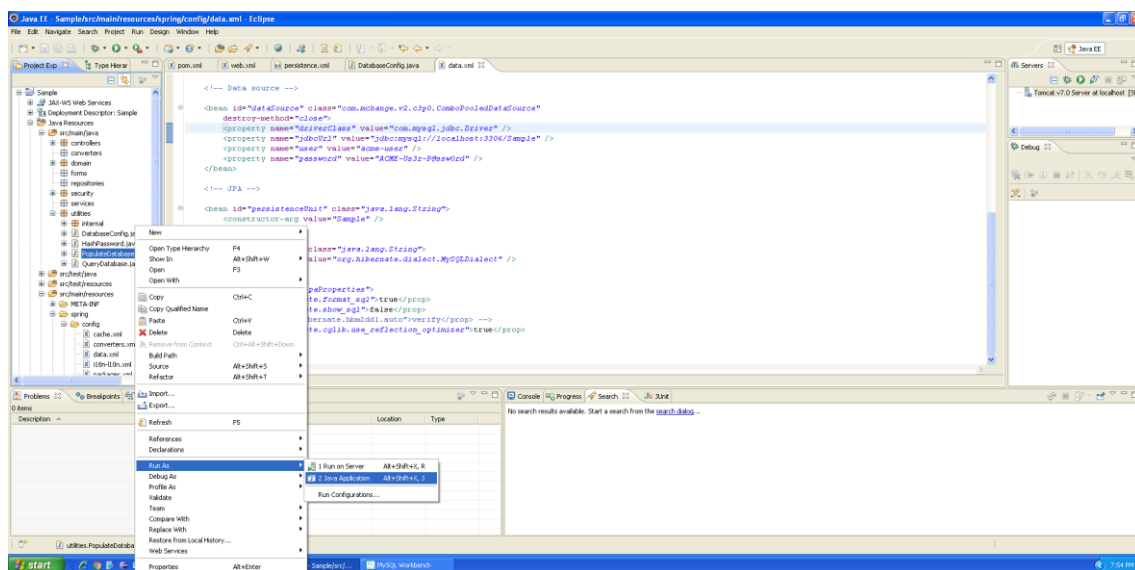 Java EE - Sample/src/main/resources/spring/config/data.xml - Eclipse
File Edit Navigate Search Project Run Design Window Help
Java EE
Project Exp
Type Hierar
pom.xml
web.xml
persistence.xml
DatabaseConfig.java
data.xml
Servers
Sample
JAX-WS Web Services
Deployment Descriptor: Sample
Java Resources
src/main/java
controllers
converters
domain
forms
repositories
security
services
utilities
internal
DatabaseConfig.ja
HashPassword.jav
PopulateDatabase
QueryDatabase.ja
src/test/java
src/test/resources
src/main/resources
META-INF
spring
config
cache.xml
converters.xm
data.xml
i18n-l10n.xml
packages.xml
<!-- Data source -->
<bean id="dataSource" class="com.mchange.v2.c3p0.ComboPooledDataSource"
destroy-method="close">
<property name="driverClass" value="com.mysql.jdbc.Driver" />
<property name="jdbcUrl" value="jdbc:mysql://localhost:3306/Sample" />
<property name="user" value="acme-user" />
<property name="password" value="ACME-Us3r-P@ssw0rd" />
</bean>
<!-- JPA -->
<bean id="persistenceUnit" class="java.lang.String">
<constructor-arg value="Sample" />
class="java.lang.String">
value="org.hibernate.dialect.MySQLDialect" />
paProperties">
te.format_sql">true</prop>
te.show_sql">false</prop>
bernate.hbm2ddl.auto">verify</prop> -->
te.cglib.use_reflection_optimizer">true</prop>
Tomcat v7.0 Server at localhost [S
Debug
New
Open Type Hierarchy F4
Show In Alt+Shift+W
Open F3
Open With
Copy Ctrl+C
Copy Qualified Name
Paste Ctrl+V
Delete Delete
Remove from Context Ctrl+Alt+Shift+Down
Build Path
Source Alt+Shift+S
Refactor Alt+Shift+T
Import...
Export...
Refresh F5
References
Declarations
Run As
Debug As
Profile As
Validate
Team
Compare With
Replace With
Restore from Local History...
Web Services
Properties Alt+Enter
1 Run on Server Alt+Shift+X, R
2 Java Application Alt+Shift+X, J
Run Configurations...
Problems
Breakpoints
0 items
Description
Location
Type
Console
Progress
Search
JUnit
No search results available. Start a search from the search dialog...
utilities.PopulateDataba
start
- Sample/src/...
MySQL Workbench
7:54 PM